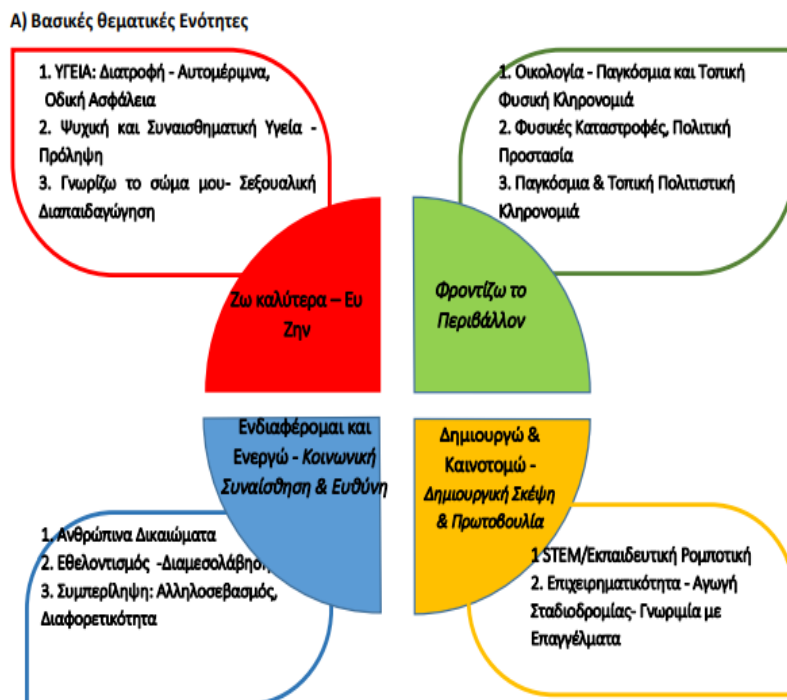 Α) Βασικές θεματικές Ενότητες
1. ΥΓΕΙΑ: Διατροφή - Αυτομέριμνα,
Οδική Ασφάλεια
2. Ψυχική και Συναισθηματική Υγεία -
Πρόληψη
3. Γνωρίζω το σώμα μου- Σεξουαλική
Διαπαιδαγώγηση
1. Οικολογία - Παγκόσμια και Τοπική
Φυσική Κληρονομιά
2. Φυσικές Καταστροφές, Πολιτική
Προστασία
3. Παγκόσμια & Τοπική Πολιτιστική
Κληρονομιά
Ζω καλύτερα – Ευ
Ζην
Φροντίζω το
Περιβάλλον
Ενδιαφέρομαι και
Ενεργώ - Κοινωνική
Συναίσθηση & Ευθύνη
Δημιουργώ &
Καινοτομώ -
Δημιουργική Σκέψη
& Πρωτοβουλία
1. Ανθρώπινα Δικαιώματα
2. Εθελοντισμός -Διαμεσολάβηση
3. Συμπερίληψη: Αλληλοσεβασμός,
Διαφορετικότητα
1 STEM/Εκπαιδευτική Ρομποτική
2. Επιχειρηματικότητα - Αγωγή
Σταδιοδρομίας- Γνωριμία με
Επαγγέλματα